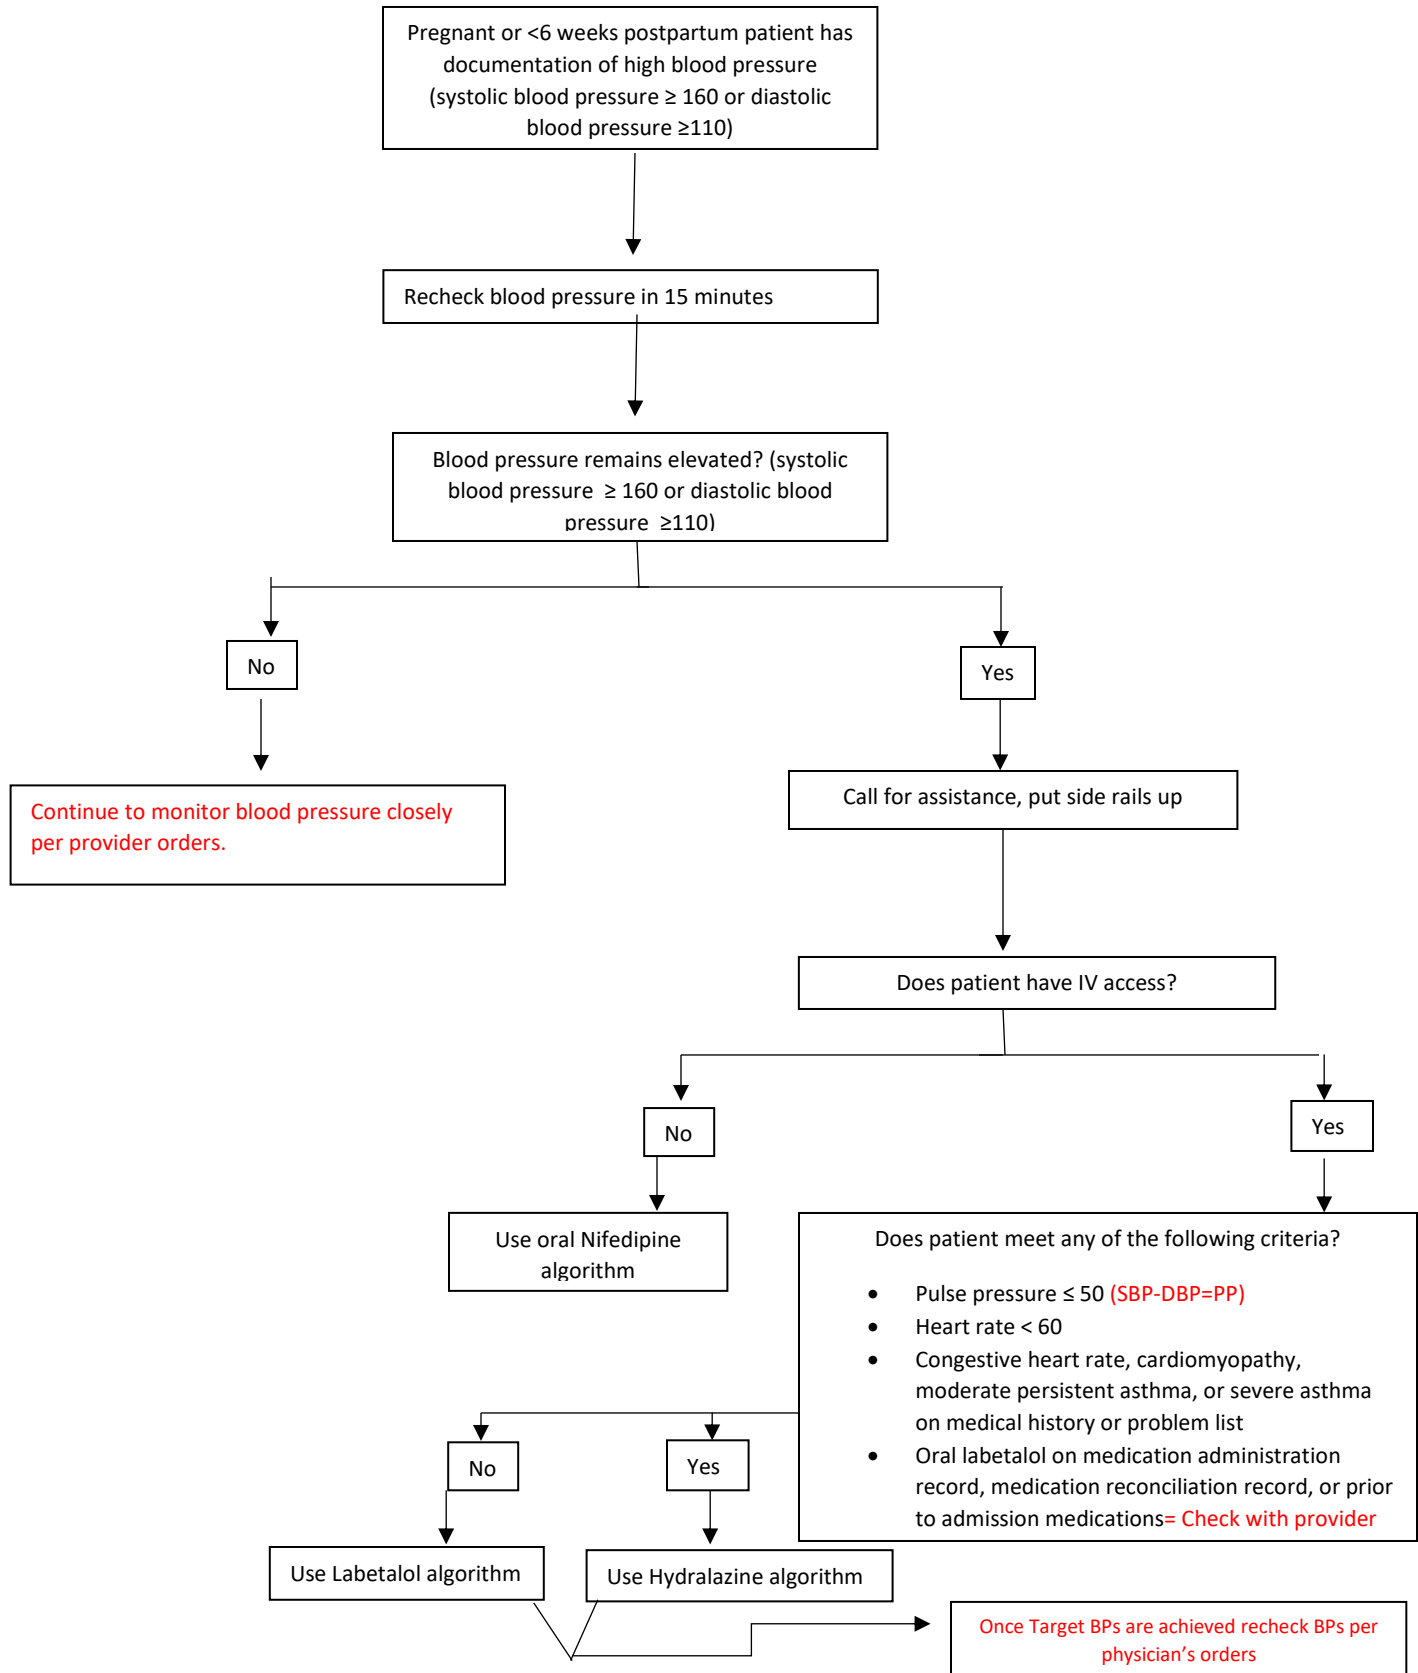 Pregnant or <6 weeks postpartum patient has
documentation of high blood pressure
(systolic blood pressure ≥ 160 or diastolic
blood pressure ≥110)
Recheck blood pressure in 15 minutes
Blood pressure remains elevated? (systolic
blood pressure ≥ 160 or diastolic blood
pressure ≥110)
No
Yes
Continue to monitor blood pressure closely
per provider orders.
Call for assistance, put side rails up
Does patient have IV access?
No
Yes
Use oral Nifedipine
algorithm
Does patient meet any of the following criteria?
• Pulse pressure ≤ 50 (SBP-DBP=PP)
• Heart rate < 60
• Congestive heart rate, cardiomyopathy,
moderate persistent asthma, or severe asthma
on medical history or problem list
• Oral labetalol on medication administration
record, medication reconciliation record, or prior
to admission medications= Check with provider
No
Yes
Use Labetalol algorithm
Use Hydralazine algorithm
Once Target BPs are achieved recheck BPs per
physician’s orders